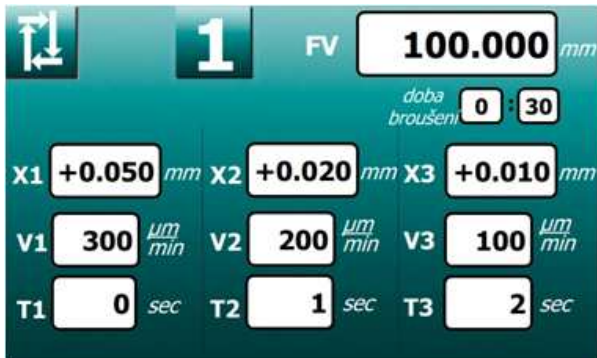 1 FV 100.000 mm
doba
broušení 0 : 30
X1 +0.050 mm X2 +0.020 mm X3 +0.010 mm
V1 300 µm/min V2 200 µm/min V3 100 µm/min
T1 0 sec T2 1 sec T3 2 sec